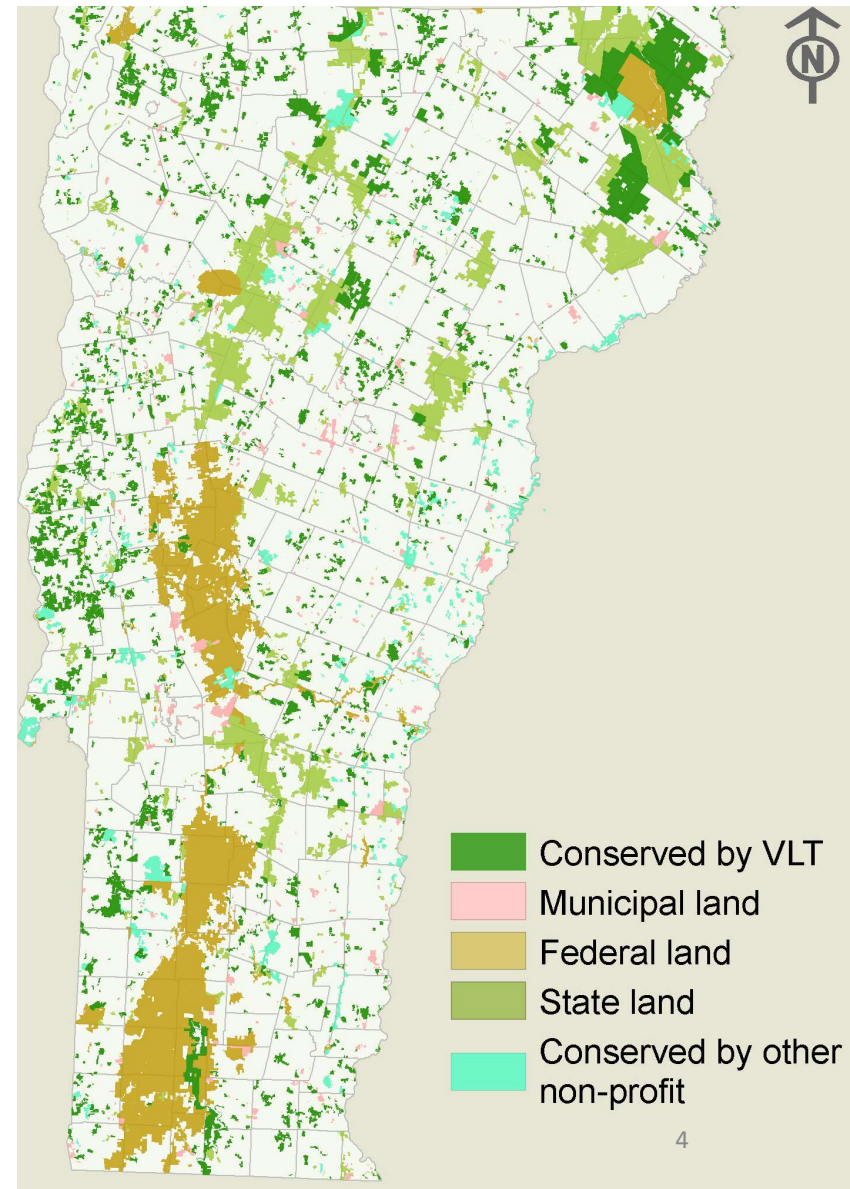 N
Conserved by VLT
Municipal land
Federal land
State land
Conserved by other
non-profit
4